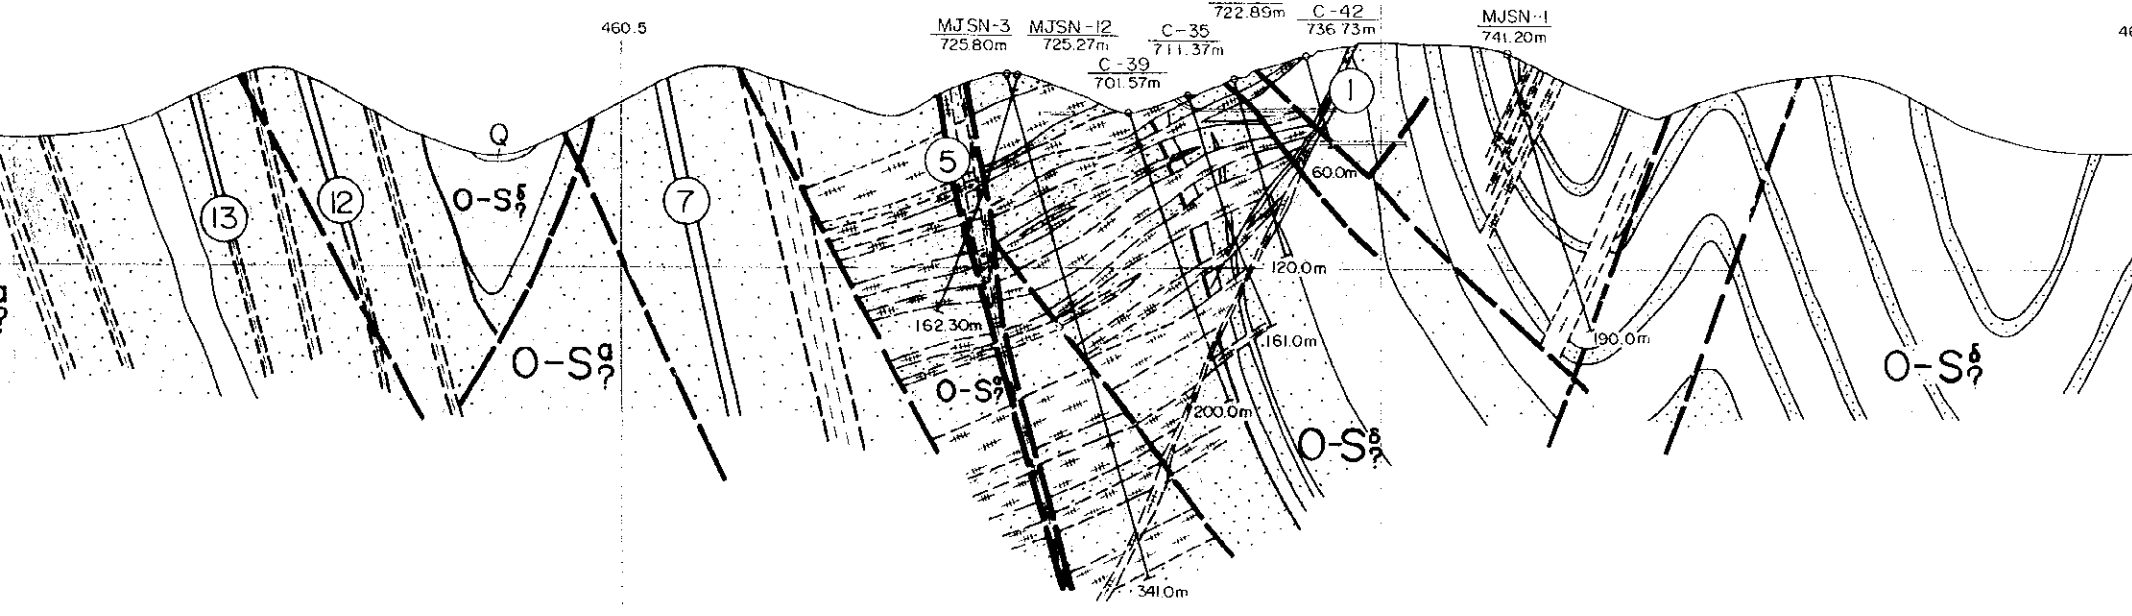 722.89m
C-42
736.73m
MJSN-1
741.20m
460.5
MJSN-3
725.80m
MJSN-12
725.27m
C-35
711.37m
C-39
701.57m
1
Q
5
60.0m
13
12
O-S?δ
7
120.0m
162.30m
161.0m
190.0m
O-S?a
O-S?a
O-S?δ
200.0m
O-S?δ
341.0m